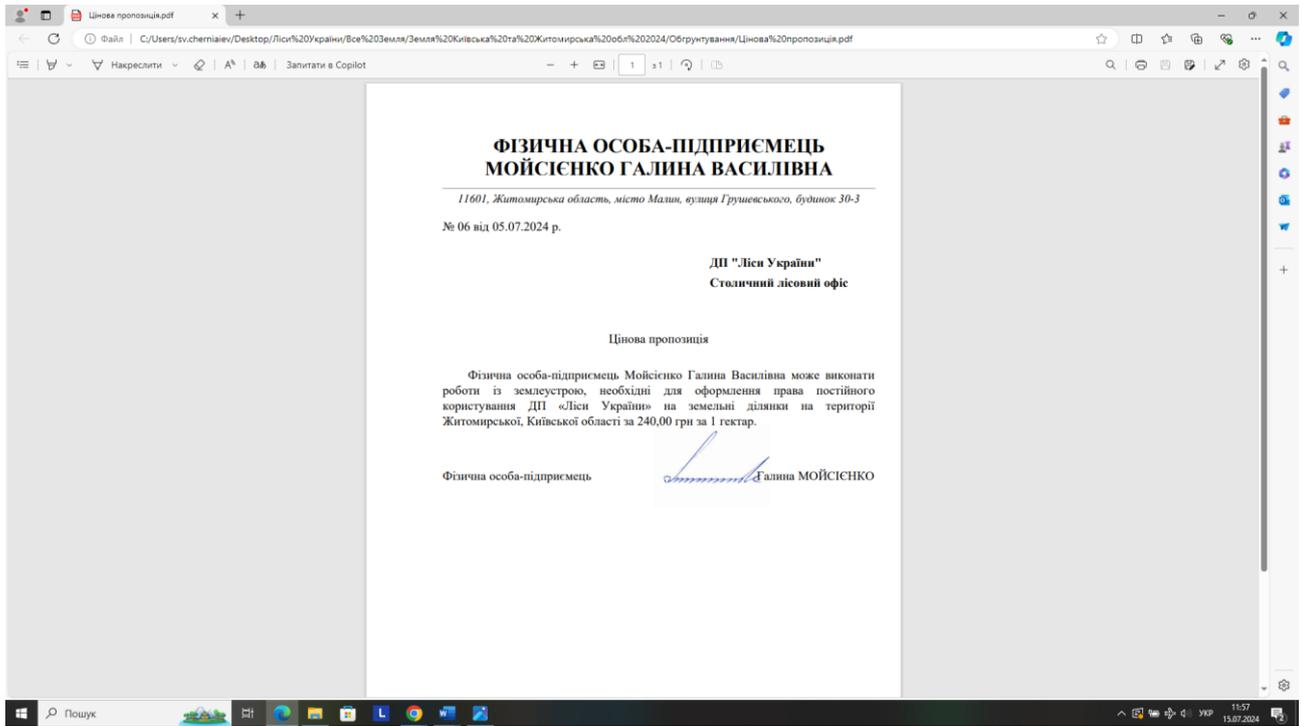 Цінова пропозиція.pdf
Файл
C:/Users/sv.cherniaiev/Desktop/Ліси%20України/Все%20Земля/Земля%20Київська%20та%20Житомирська%20обл%202024/Обґрунтування/Цінова%20пропозиція.pdf
Накреслити
Запитати в Copilot
1
з 1
ФІЗИЧНА ОСОБА-ПІДПРИЄМЕЦЬ
МОЙСІЄНКО ГАЛИНА ВАСИЛІВНА
11601, Житомирська область, місто Малин, вулиця Грушевського, будинок 30-3
№ 06 від 05.07.2024 р.
ДП "Ліси України"
Столичний лісовий офіс
Цінова пропозиція
Фізична особа-підприємець Мойсієнко Галина Василівна може виконати
роботи із землеустрою, необхідні для оформлення права постійного
користування ДП «Ліси України» на земельні ділянки на території
Житомирської, Київської області за 240,00 грн за 1 гектар.
Фізична особа-підприємець
Галина МОЙСІЄНКО
Пошук
УКР
11:57
15.07.2024